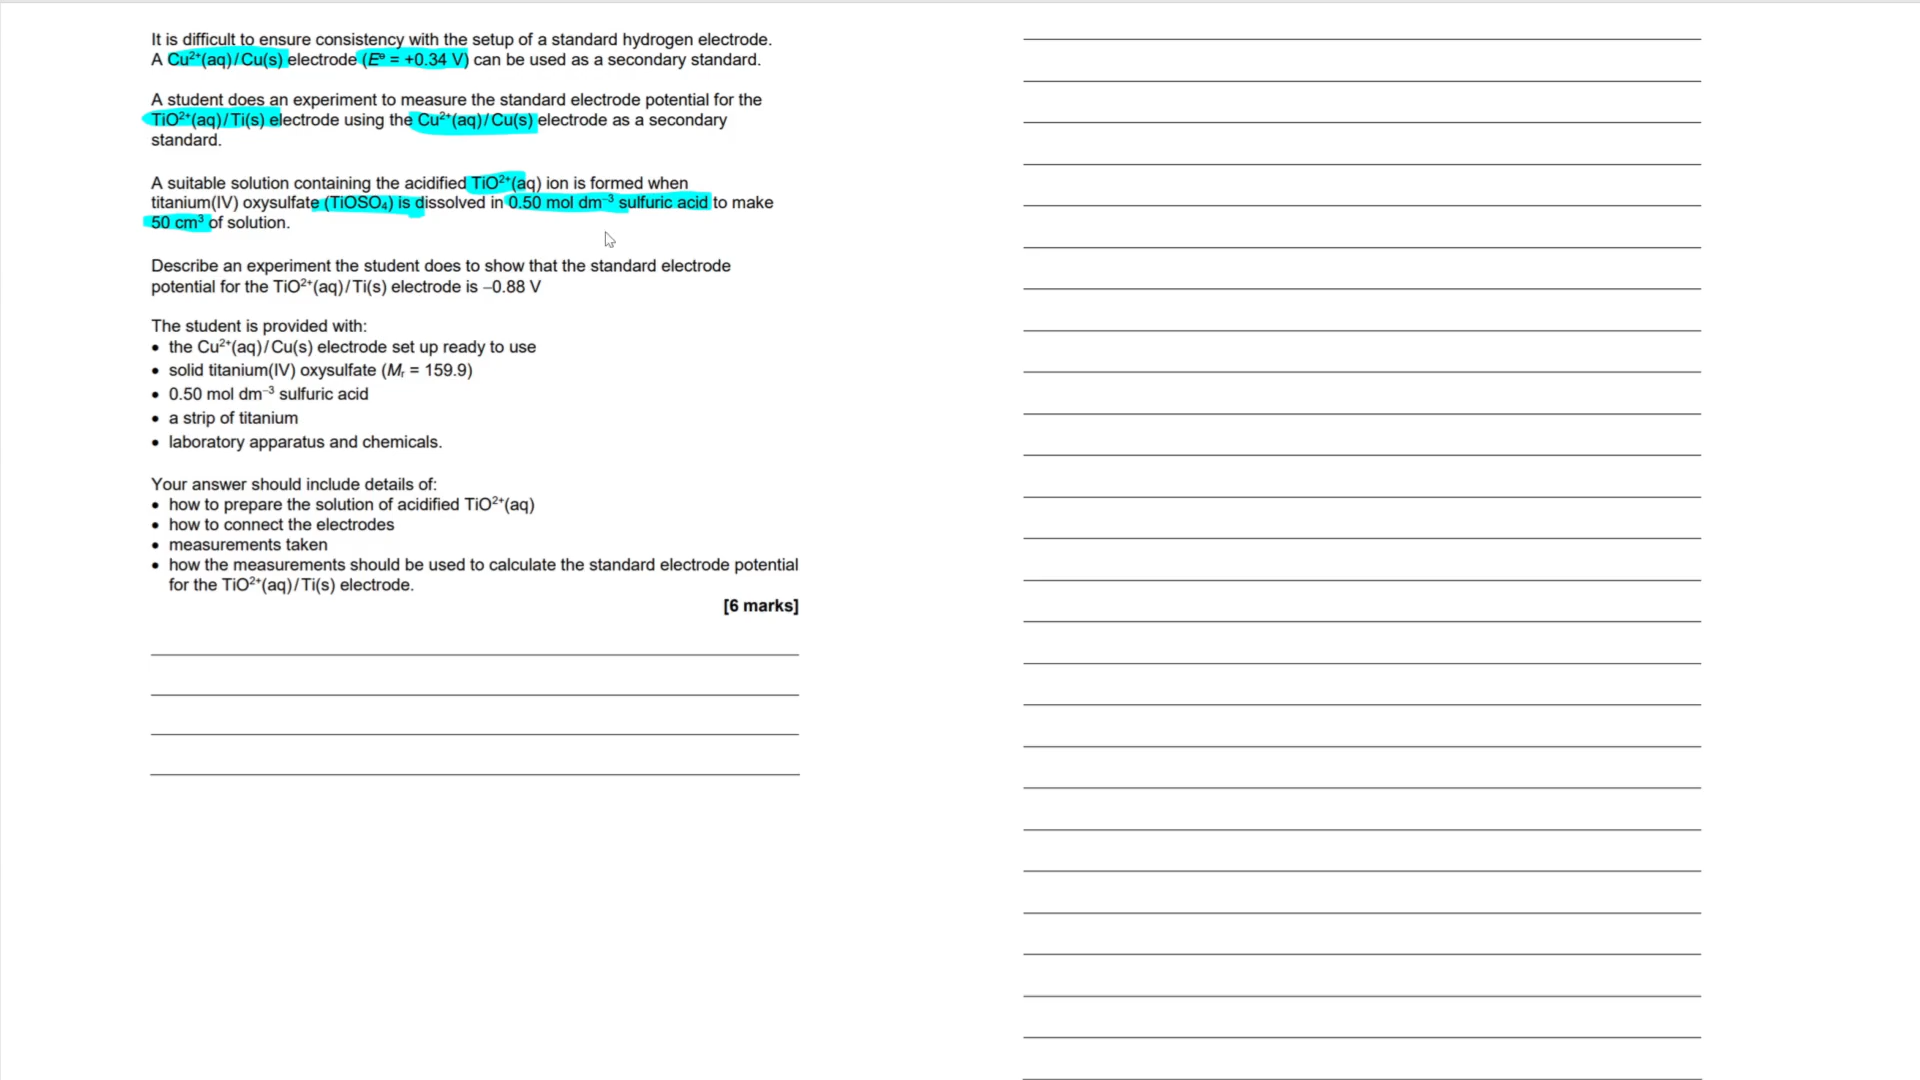 It is difficult to ensure consistency with the setup of a standard hydrogen electrode.
A Cu²⁺(aq)/Cu(s) electrode (E⦵ = +0.34 V) can be used as a secondary standard.
A student does an experiment to measure the standard electrode potential for the
TiO²⁺(aq)/Ti(s) electrode using the Cu²⁺(aq)/Cu(s) electrode as a secondary
standard.
A suitable solution containing the acidified TiO²⁺(aq) ion is formed when
titanium(IV) oxysulfate (TiOSO₄) is dissolved in 0.50 mol dm⁻³ sulfuric acid to make
50 cm³ of solution.
Describe an experiment the student does to show that the standard electrode
potential for the TiO²⁺(aq)/Ti(s) electrode is –0.88 V
The student is provided with:
• the Cu²⁺(aq)/Cu(s) electrode set up ready to use
• solid titanium(IV) oxysulfate (Mᵣ = 159.9)
• 0.50 mol dm⁻³ sulfuric acid
• a strip of titanium
• laboratory apparatus and chemicals.
Your answer should include details of:
• how to prepare the solution of acidified TiO²⁺(aq)
• how to connect the electrodes
• measurements taken
• how the measurements should be used to calculate the standard electrode potential
for the TiO²⁺(aq)/Ti(s) electrode.
[6 marks]